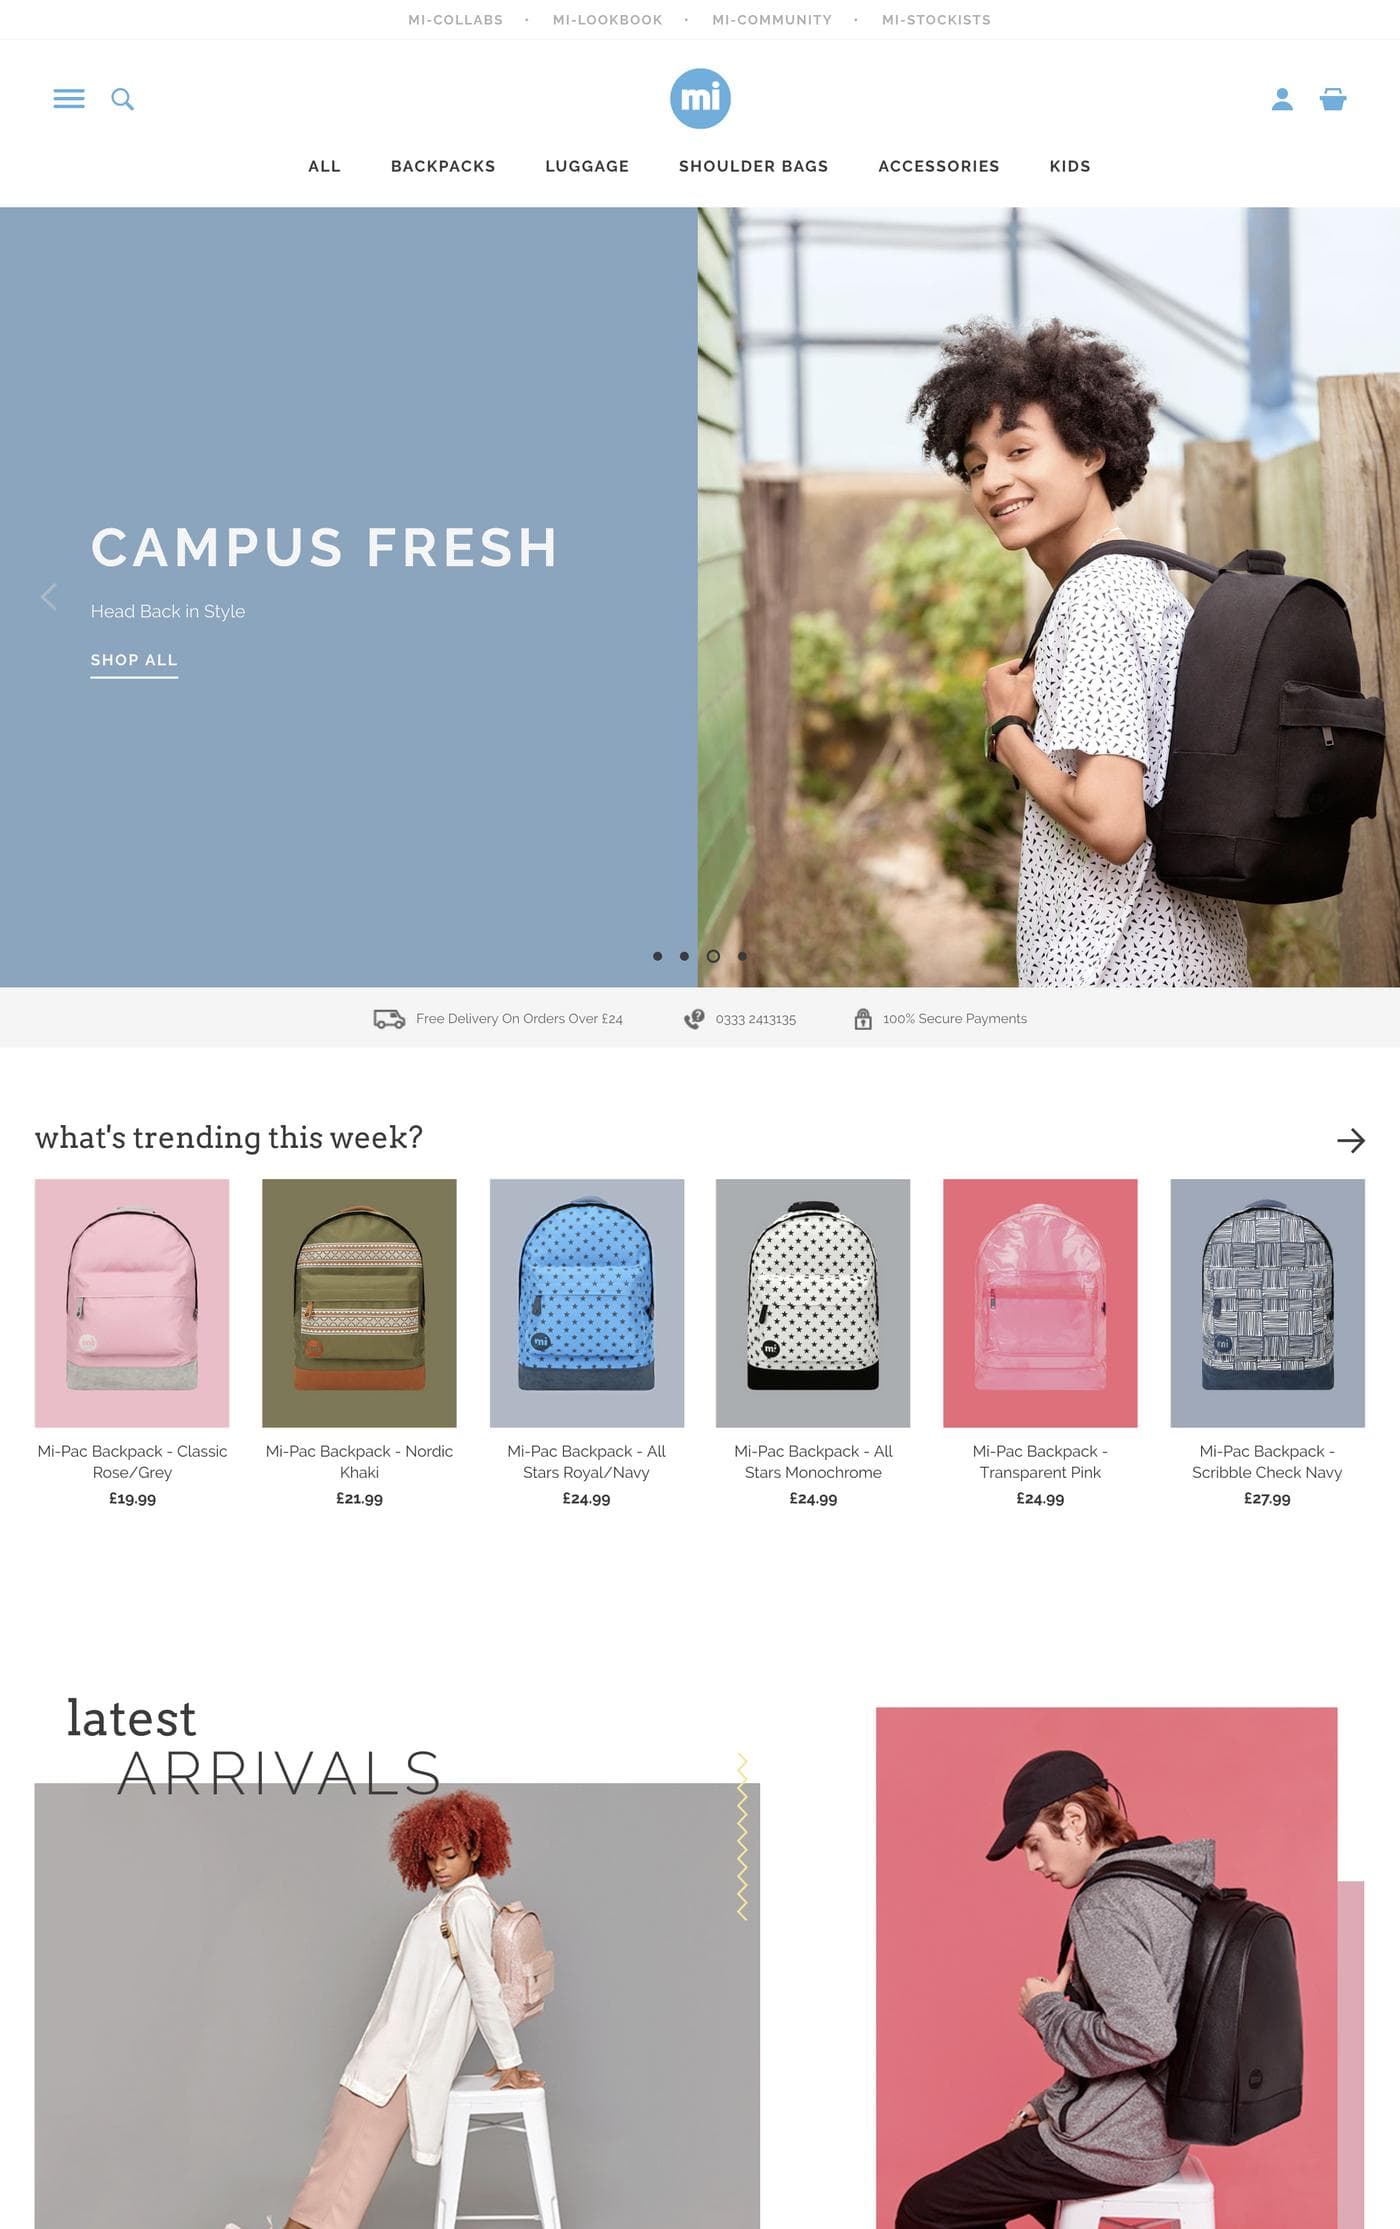 MI-COLLABS • MI-LOOKBOOK • MI-COMMUNITY • MI-STOCKISTS
mi
ALL BACKPACKS LUGGAGE SHOULDER BAGS ACCESSORIES KIDS
CAMPUS FRESH
Head Back in Style
SHOP ALL
Free Delivery On Orders Over £24
0333 2413135
100% Secure Payments
what's trending this week?
mi
mi
mi
Mi-Pac Backpack - Classic
Rose/Grey
£19.99
Mi-Pac Backpack - Nordic
Khaki
£21.99
Mi-Pac Backpack - All
Stars Royal/Navy
£24.99
Mi-Pac Backpack - All
Stars Monochrome
£24.99
Mi-Pac Backpack -
Transparent Pink
£24.99
Mi-Pac Backpack -
Scribble Check Navy
£27.99
latest
ARRIVALS